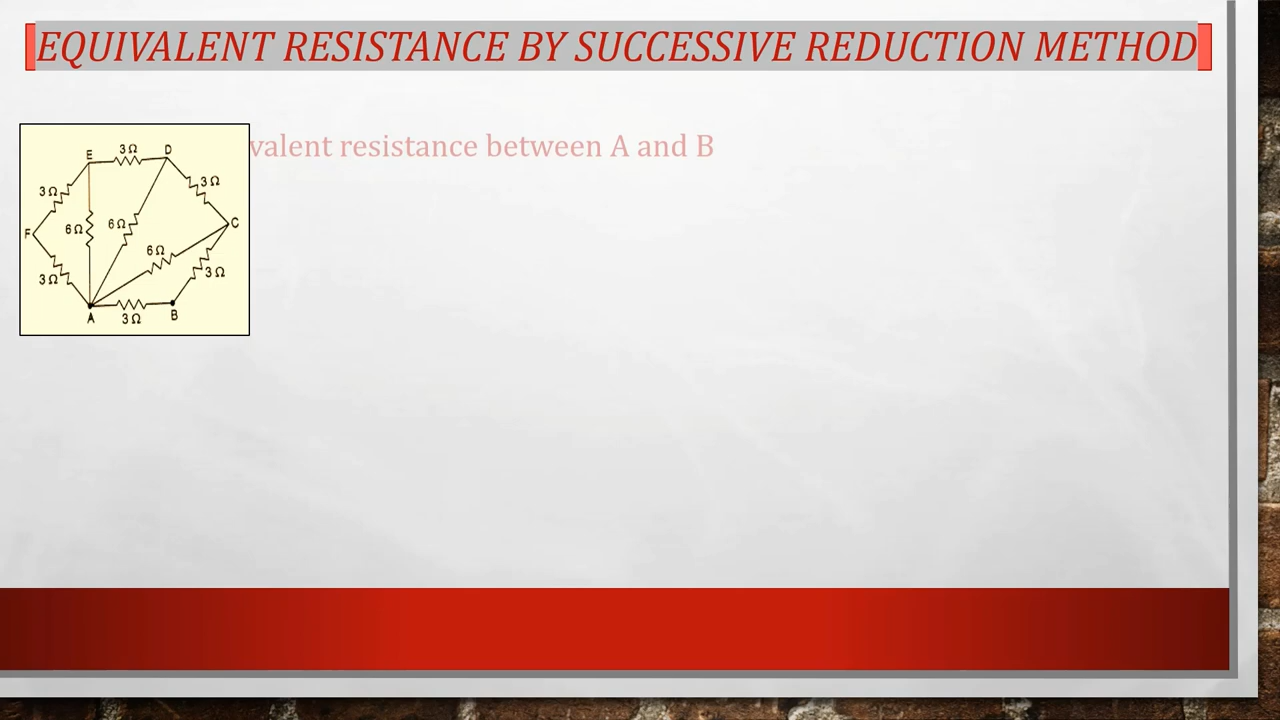 EQUIVALENT RESISTANCE BY SUCCESSIVE REDUCTION METHOD
valent resistance between A and B
3Ω
E D
3Ω 3Ω
6Ω 6Ω C
F
6Ω
3Ω 3Ω
A 3Ω B